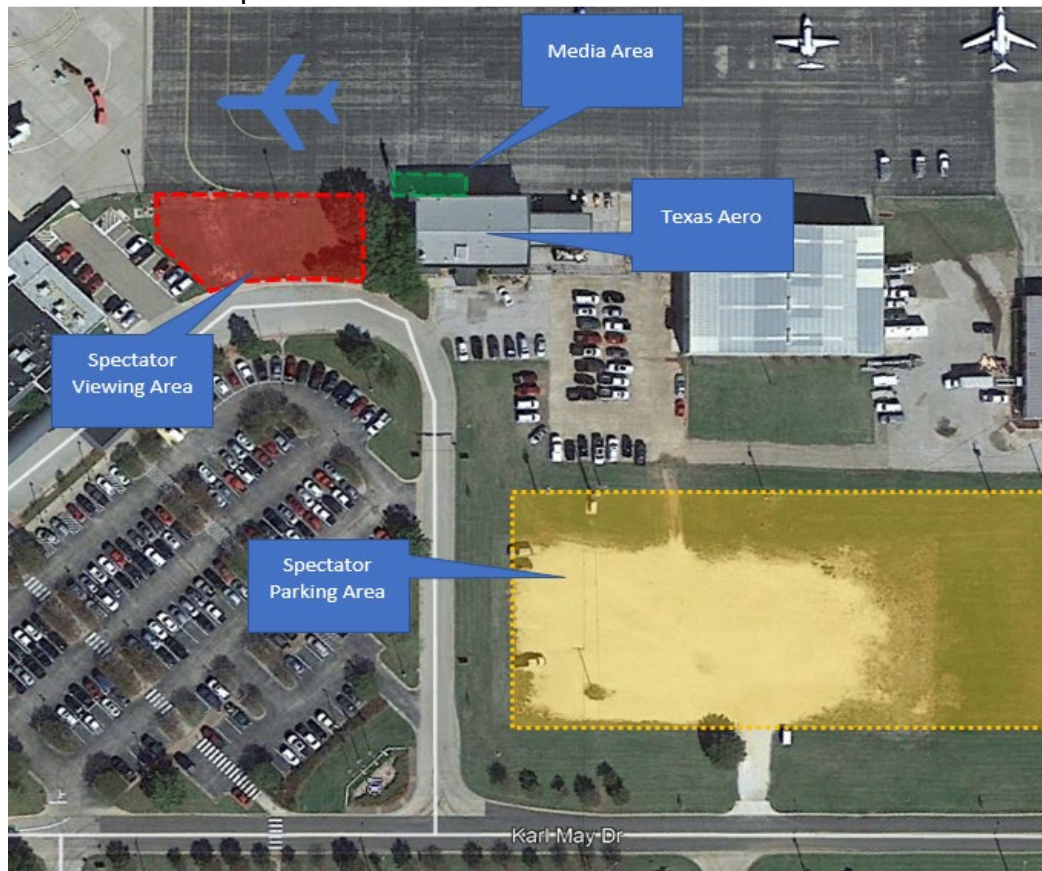 Media Area
Texas Aero
Spectator
Viewing Area
Spectator
Parking Area
Karl May Dr